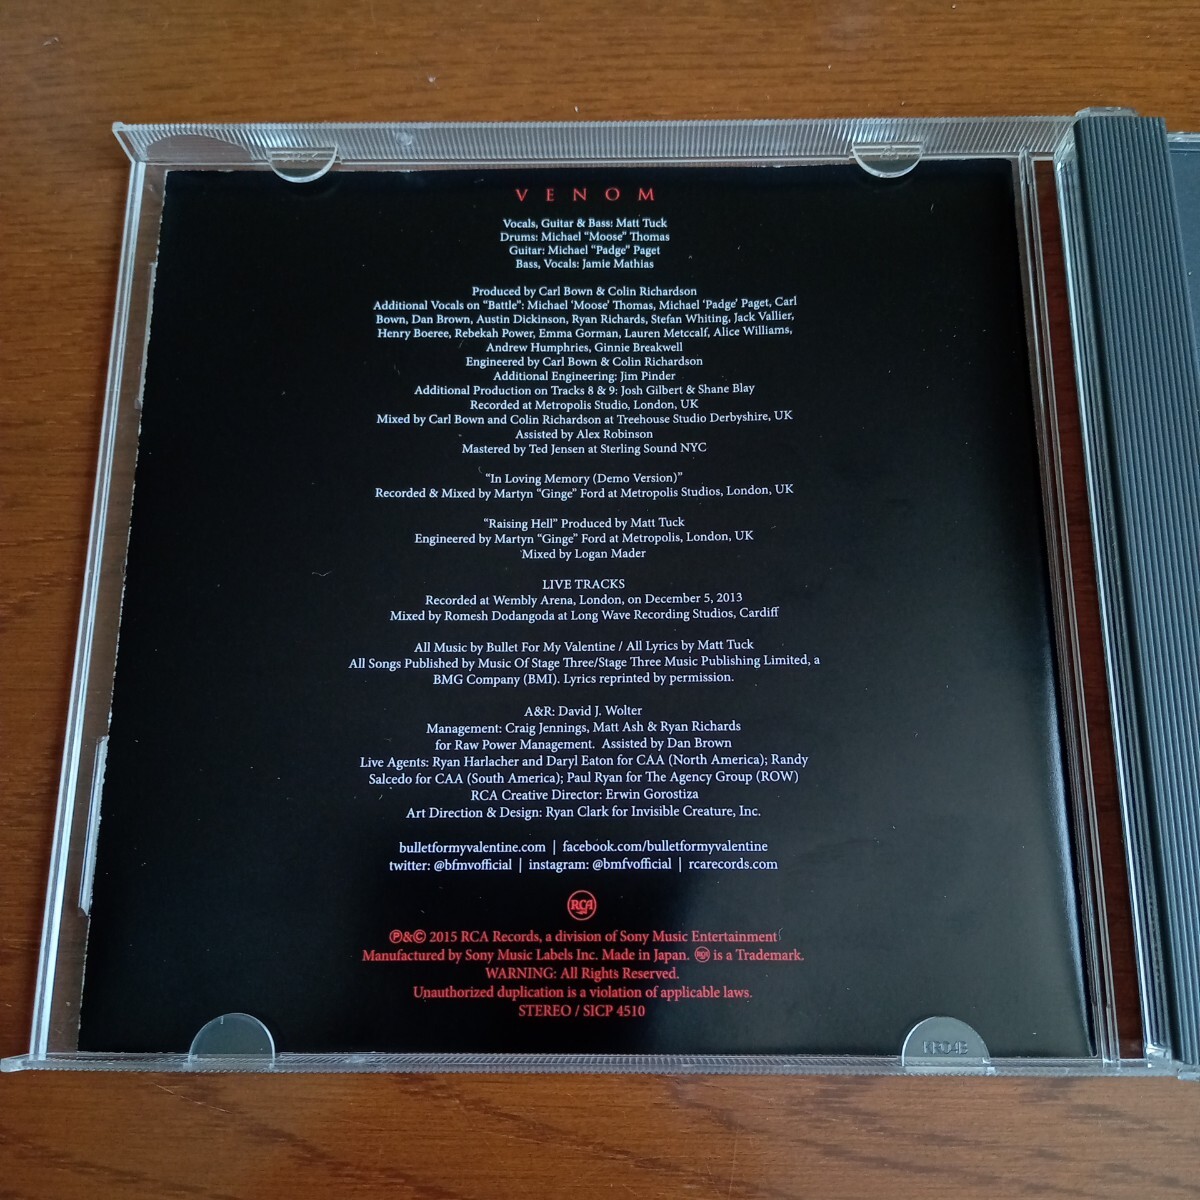 VENOM
Vocals, Guitar & Bass: Matt Tuck
Drums: Michael “Moose” Thomas
Guitar: Michael “Padge” Paget
Bass, Vocals: Jamie Mathias
Produced by Carl Bown & Colin Richardson
Additional Vocals on “Battle”: Michael ‘Moose’ Thomas, Michael ‘Padge’ Paget, Carl
Bown, Dan Brown, Austin Dickinson, Ryan Richards, Stefan Whiting, Jack Vallier,
Henry Boeree, Rebekah Power, Emma Gorman, Lauren Metccalf, Alice Williams,
Andrew Humphries, Ginnie Breakwell
Engineered by Carl Bown & Colin Richardson
Additional Engineering: Jim Pinder
Additional Production on Tracks 8 & 9: Josh Gilbert & Shane Blay
Recorded at Metropolis Studio, London, UK
Mixed by Carl Bown and Colin Richardson at Treehouse Studio Derbyshire, UK
Assisted by Alex Robinson
Mastered by Ted Jensen at Sterling Sound NYC
“In Loving Memory (Demo Version)”
Recorded & Mixed by Martyn “Ginge” Ford at Metropolis Studios, London, UK
“Raising Hell” Produced by Matt Tuck
Engineered by Martyn “Ginge” Ford at Metropolis, London, UK
Mixed by Logan Mader
LIVE TRACKS
Recorded at Wembly Arena, London, on December 5, 2013
Mixed by Romesh Dodangoda at Long Wave Recording Studios, Cardiff
All Music by Bullet For My Valentine / All Lyrics by Matt Tuck
All Songs Published by Music Of Stage Three/Stage Three Music Publishing Limited, a
BMG Company (BMI). Lyrics reprinted by permission.
A&R: David J. Wolter
Management: Craig Jennings, Matt Ash & Ryan Richards
for Raw Power Management. Assisted by Dan Brown
Live Agents: Ryan Harlacher and Daryl Eaton for CAA (North America); Randy
Salcedo for CAA (South America); Paul Ryan for The Agency Group (ROW)
RCA Creative Director: Erwin Gorostiza
Art Direction & Design: Ryan Clark for Invisible Creature, Inc.
bulletformyvalentine.com | facebook.com/bulletformyvalentine
twitter: @bfmvofficial | instagram: @bmfvofficial | rcarecords.com
RCA
℗&© 2015 RCA Records, a division of Sony Music Entertainment
Manufactured by Sony Music Labels Inc. Made in Japan. RCA is a Trademark.
WARNING: All Rights Reserved.
Unauthorized duplication is a violation of applicable laws.
STEREO / SICP 4510